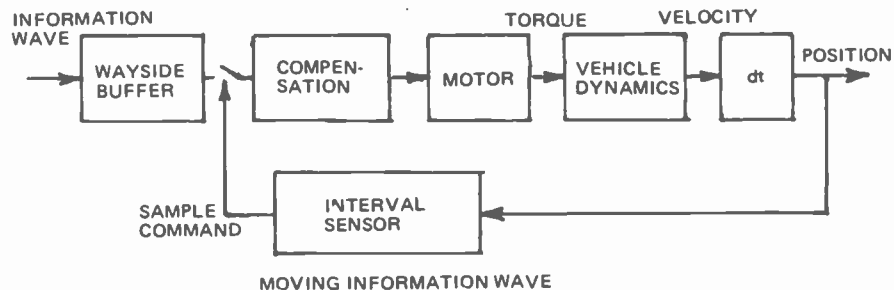 INFORMATION
WAVE
WAYSIDE
BUFFER
COMPEN-
SATION
MOTOR
TORQUE
VEHICLE
DYNAMICS
VELOCITY
dt
POSITION
SAMPLE
COMMAND
INTERVAL
SENSOR
MOVING INFORMATION WAVE